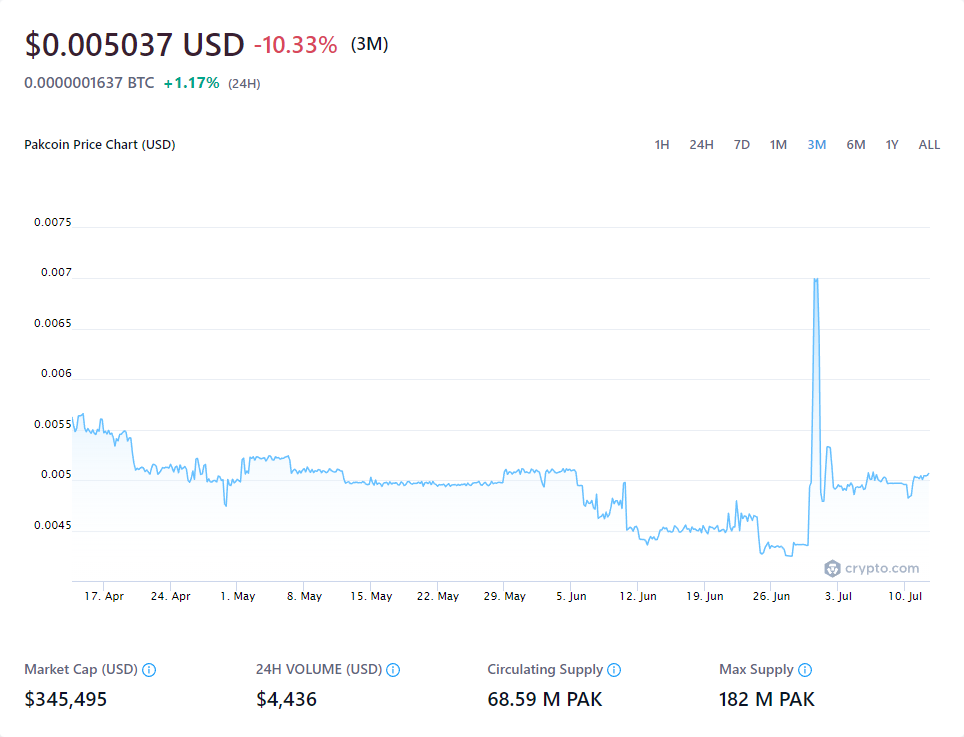 $0.005037 USD -10.33% (3M)
0.0000001637 BTC +1.17% (24H)
Pakcoin Price Chart (USD) 1H 24H 7D 1M 3M 6M 1Y ALL
0.0075
0.007
0.0065
0.006
0.0055
0.005
0.0045
crypto.com
17. Apr 24. Apr 1. May 8. May 15. May 22. May 29. May 5. Jun 12. Jun 19. Jun 26. Jun 3. Jul 10. Jul
Market Cap (USD) 24H VOLUME (USD) Circulating Supply Max Supply
$345,495 $4,436 68.59 M PAK 182 M PAK